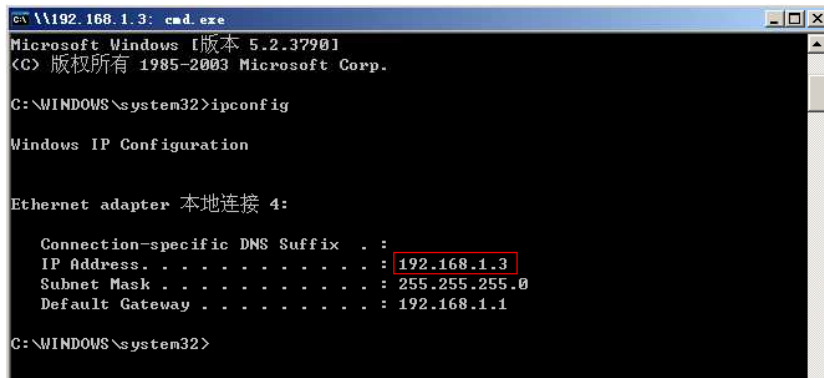 \\192.168.1.3: cmd.exe
Microsoft Windows [版本 5.2.3790]
(C) 版权所有 1985-2003 Microsoft Corp.
C:\WINDOWS\system32>ipconfig
Windows IP Configuration
Ethernet adapter 本地连接 4:
Connection-specific DNS Suffix . :
IP Address. . . . . . . . . . . . : 192.168.1.3
Subnet Mask . . . . . . . . . . . : 255.255.255.0
Default Gateway . . . . . . . . . : 192.168.1.1
C:\WINDOWS\system32>